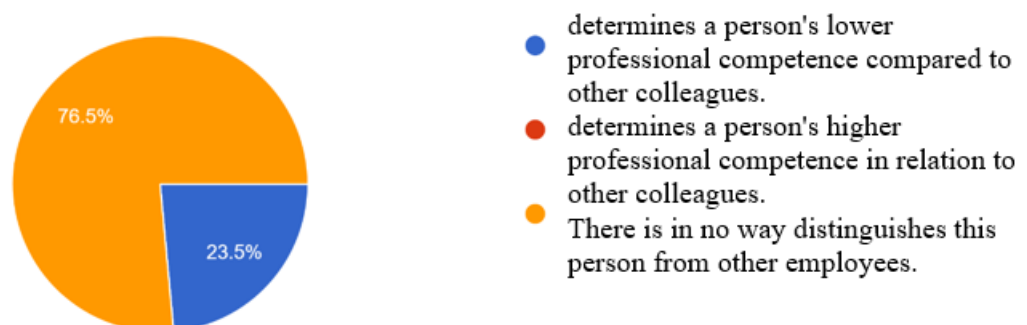 76.5%
23.5%
determines a person's lower
professional competence compared to
other colleagues.
determines a person's higher
professional competence in relation to
other colleagues.
There is in no way distinguishes this
person from other employees.